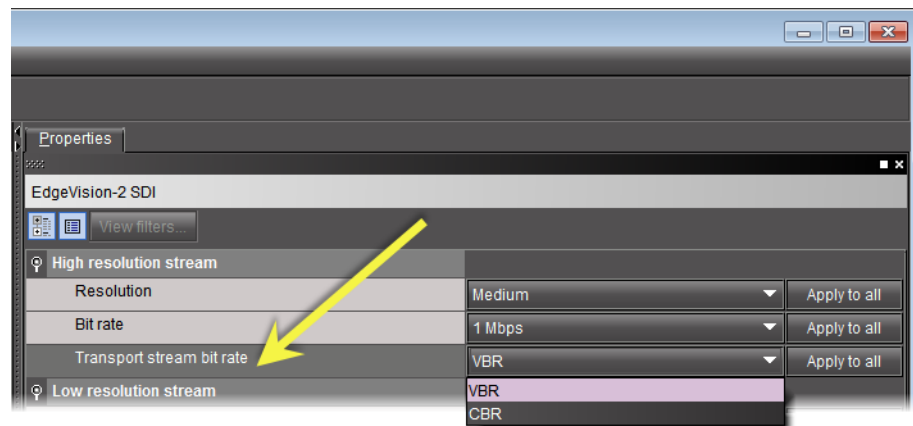 Properties
EdgeVision-2 SDI
View filters...
High resolution stream
Resolution Medium Apply to all
Bit rate 1 Mbps Apply to all
Transport stream bit rate VBR Apply to all
Low resolution stream VBR
CBR